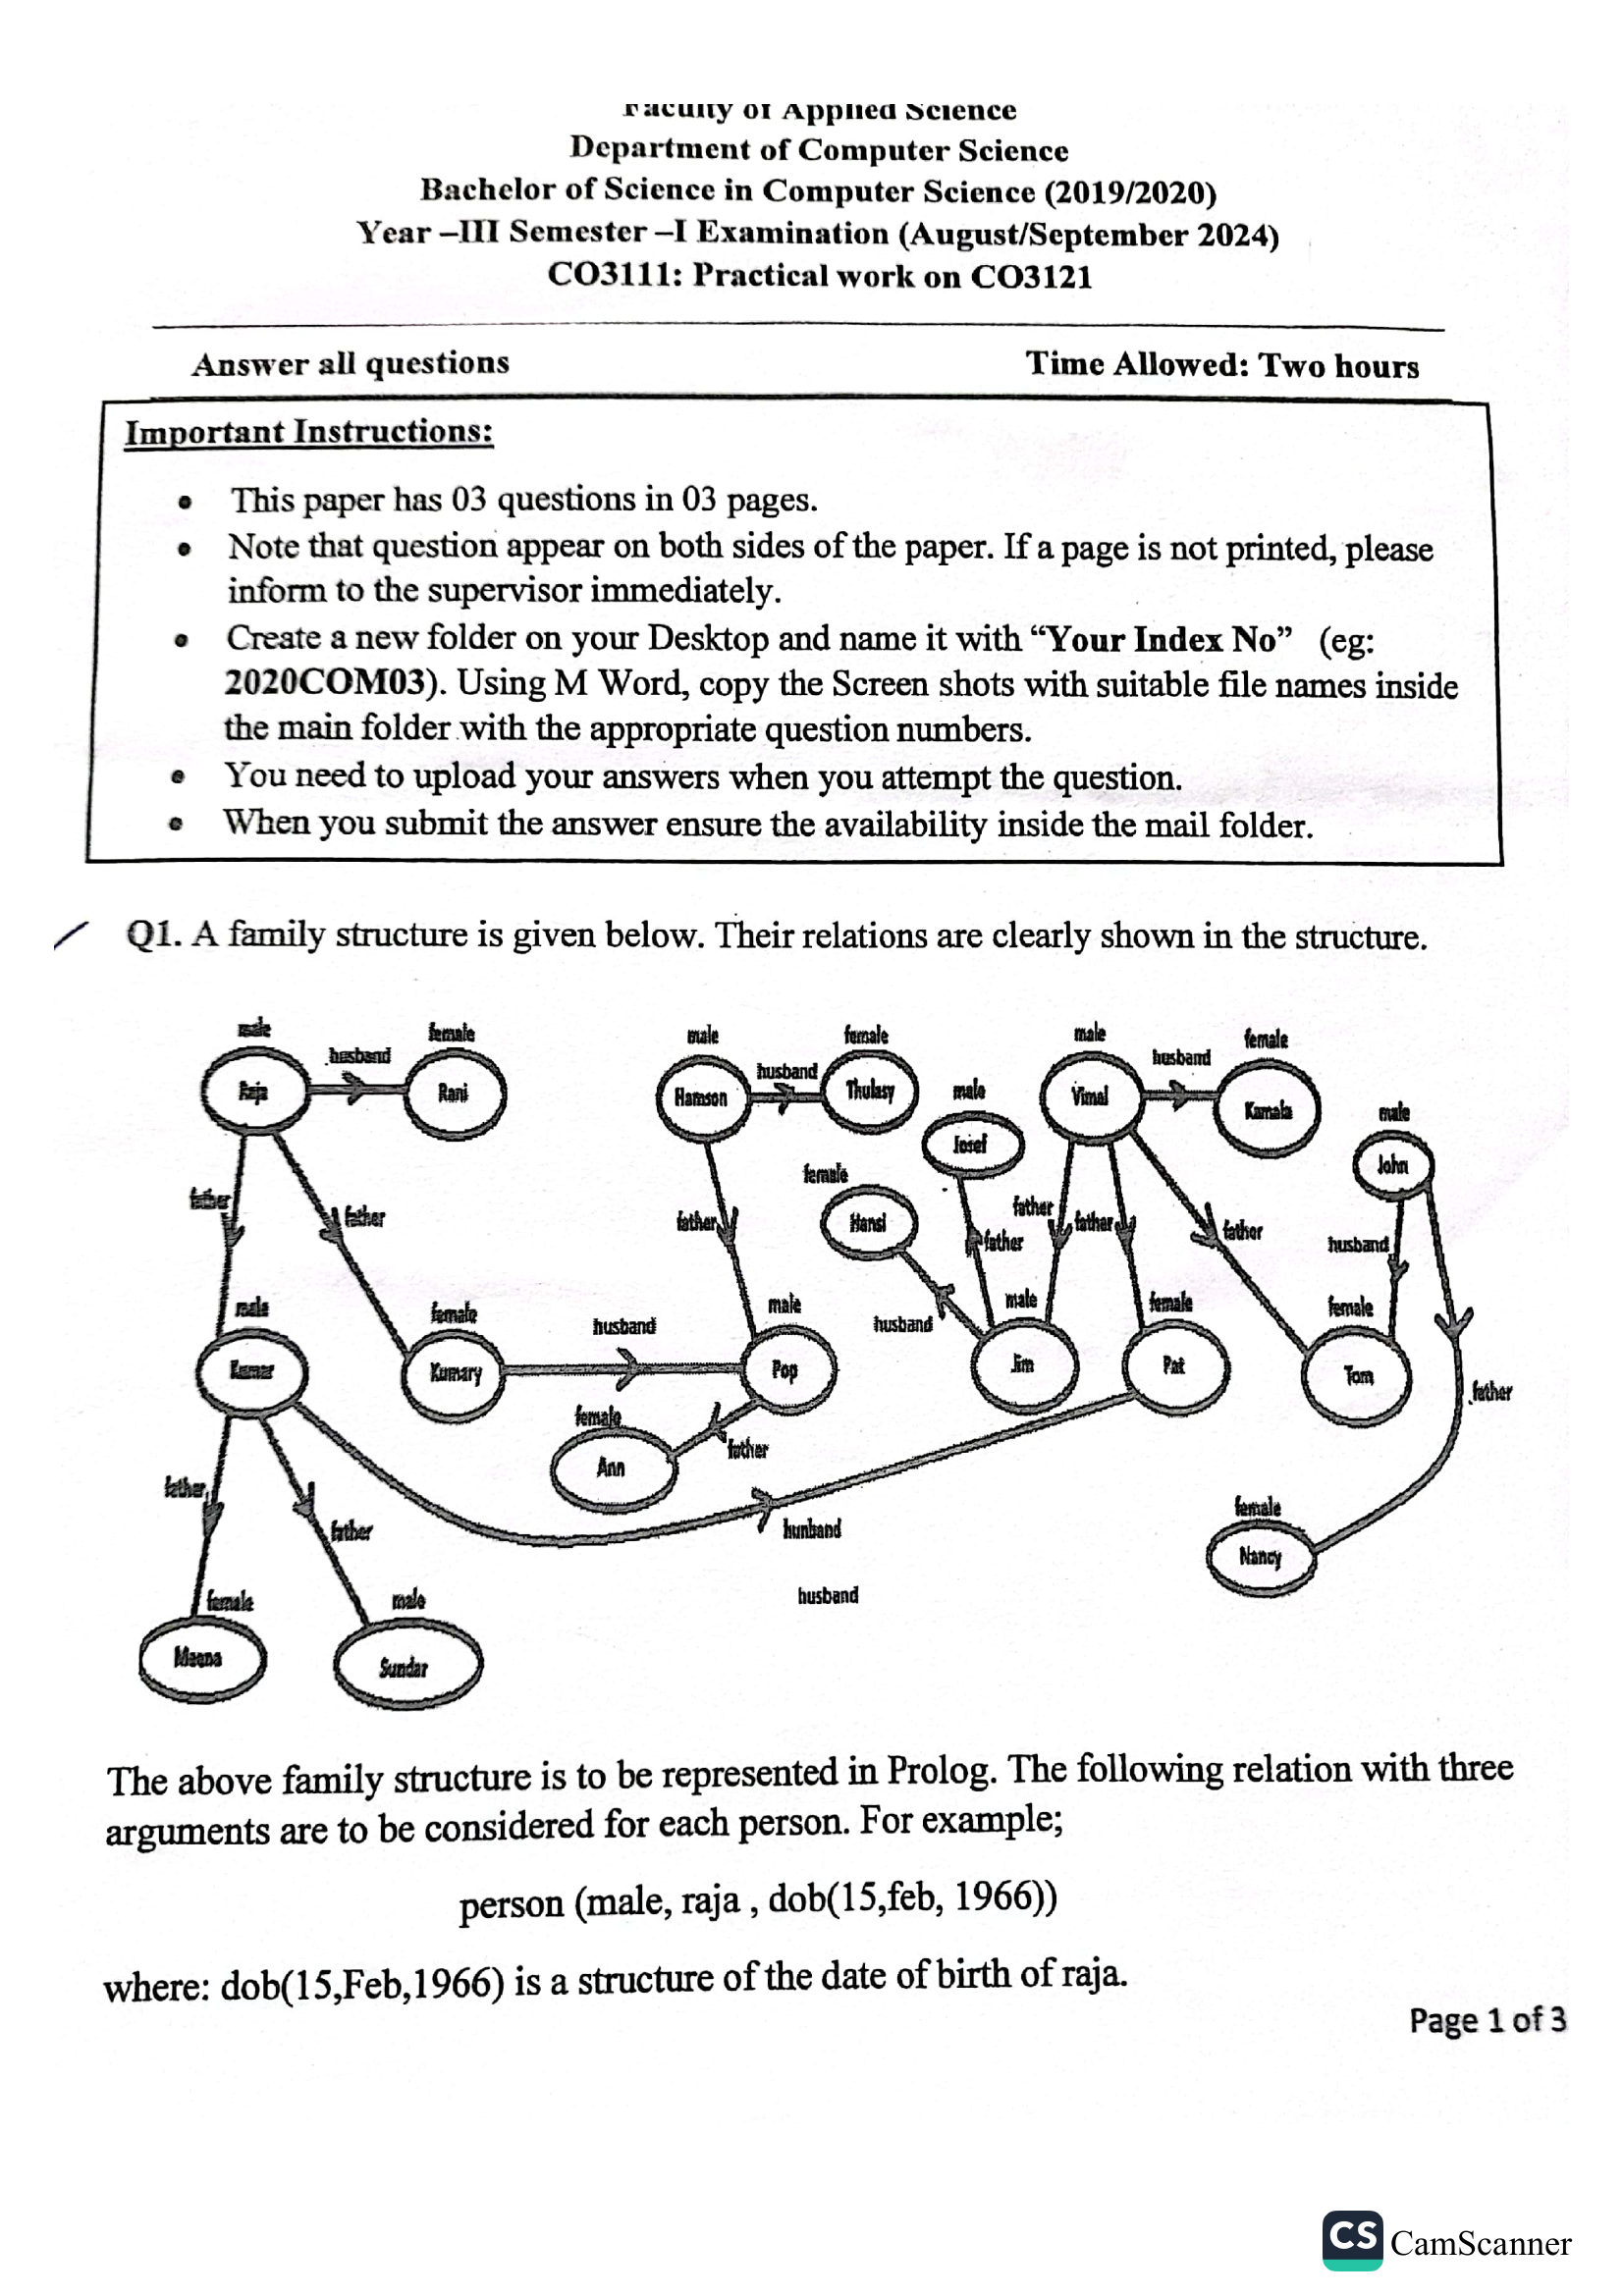 Faculty of Applied Science
Department of Computer Science
Bachelor of Science in Computer Science (2019/2020)
Year –III Semester –I Examination (August/September 2024)
CO3111: Practical work on CO3121
Answer all questions Time Allowed: Two hours
Important Instructions:
• This paper has 03 questions in 03 pages.
• Note that question appear on both sides of the paper. If a page is not printed, please
inform to the supervisor immediately.
• Create a new folder on your Desktop and name it with “Your Index No” (eg:
2020COM03). Using M Word, copy the Screen shots with suitable file names inside
the main folder with the appropriate question numbers.
• You need to upload your answers when you attempt the question.
• When you submit the answer ensure the availability inside the mail folder.
Q1. A family structure is given below. Their relations are clearly shown in the structure.
male female male female male female
husband husband husband
Raja Rani Hamson Thulasy male Vimal Kamala male
Josef John
female
Hansi
father father father father father father father husband
male female male male female female
husband husband
Kumar Kumary Pop Jim Pat Tom
father
female
father
Ann
father father
hunband
female
Nancy
husband
female male
Meena Sundar
The above family structure is to be represented in Prolog. The following relation with three
arguments are to be considered for each person. For example;
person (male, raja , dob(15,feb, 1966))
where: dob(15,Feb,1966) is a structure of the date of birth of raja.
Page 1 of 3
CS CamScanner